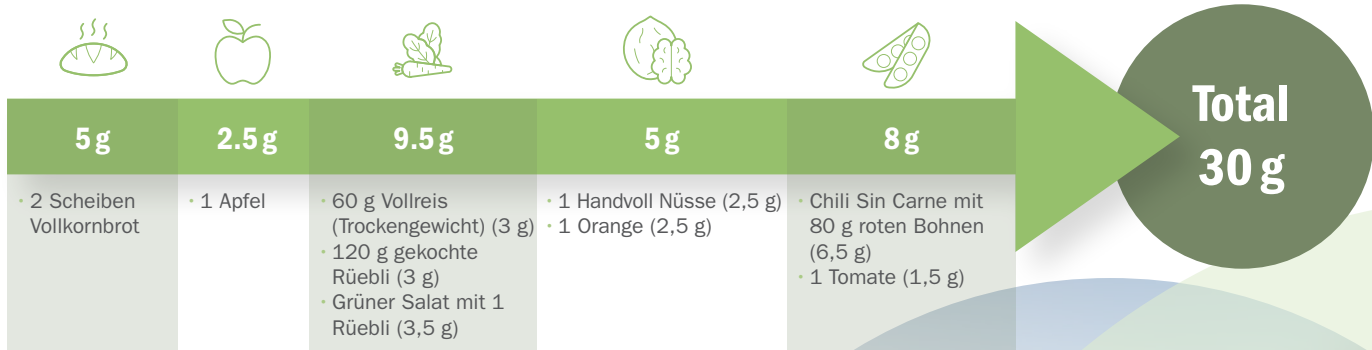 5 g
2.5 g
9.5 g
5 g
8 g
Total
30 g
· 2 Scheiben
Vollkornbrot
· 1 Apfel
· 60 g Vollreis
(Trockengewicht) (3 g)
· 120 g gekochte
Rüebli (3 g)
· Grüner Salat mit 1
Rüebli (3,5 g)
· 1 Handvoll Nüsse (2,5 g)
· 1 Orange (2,5 g)
· Chili Sin Carne mit
80 g roten Bohnen
(6,5 g)
· 1 Tomate (1,5 g)